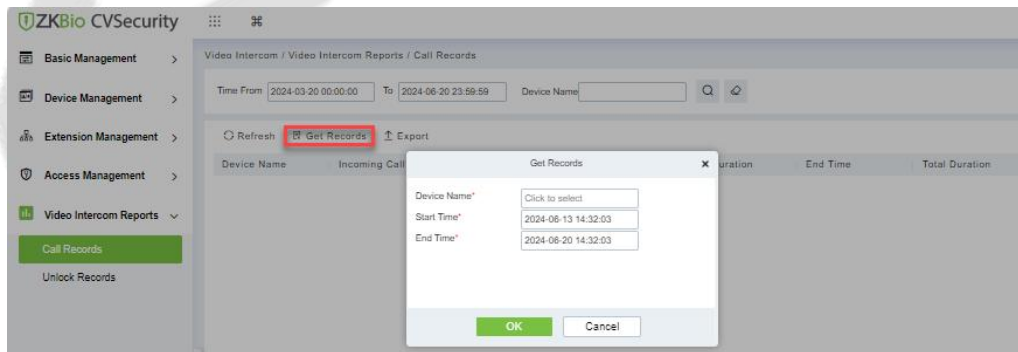 ZKBio CVSecurity
Basic Management
Device Management
Extension Management
Access Management
Video Intercom Reports
Call Records
Unlock Records
Video Intercom / Video Intercom Reports / Call Records
Time From 2024-03-20 00:00:00 To 2024-06-20 23:59:59 Device Name
Refresh Get Records Export
Device Name Incoming Call uration End Time Total Duration
Get Records
Device Name* Click to select
Start Time* 2024-06-13 14:32:03
End Time* 2024-06-20 14:32:03
OK Cancel